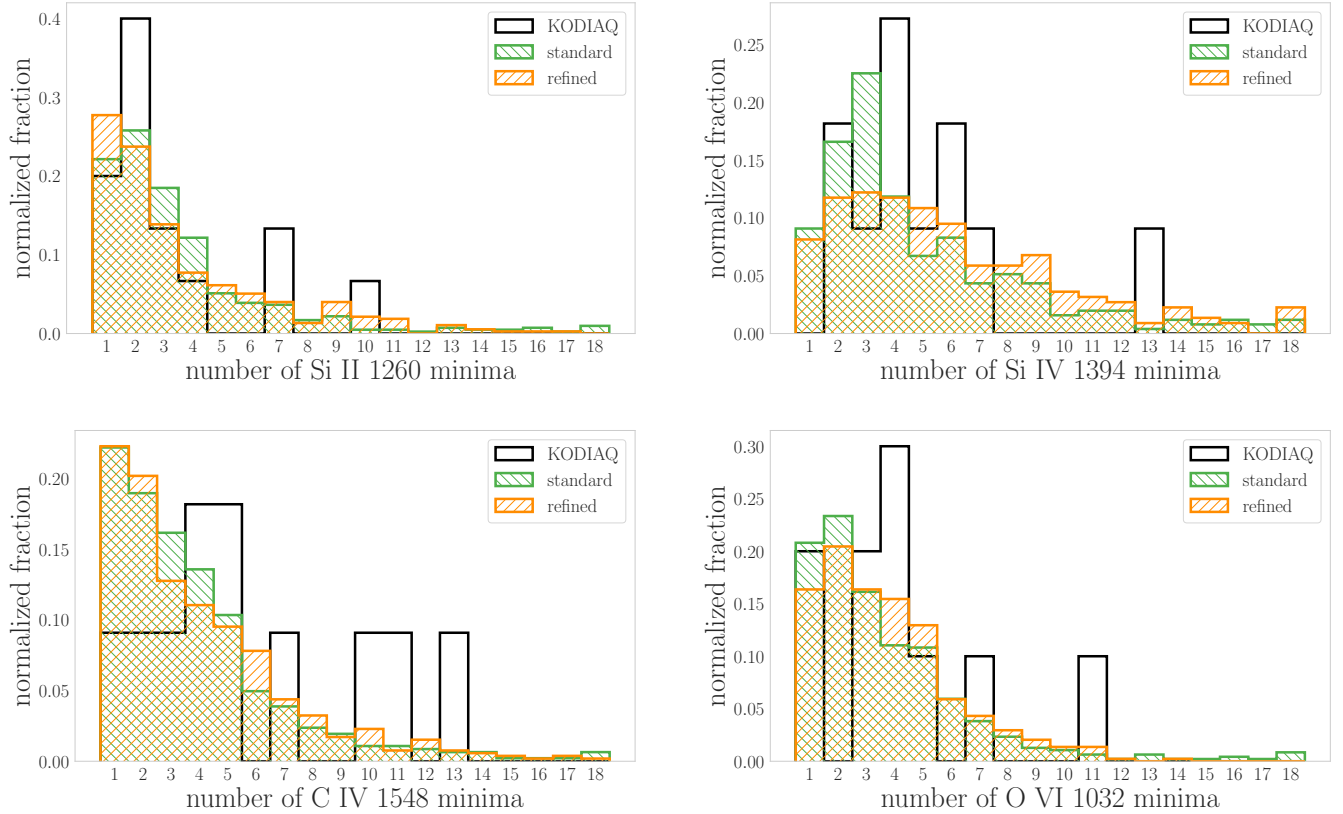 normalized fraction
0.4
0.3
0.2
0.1
0.0
KODIAQ
standard
refined
1 2 3 4 5 6 7 8 9 10 11 12 13 14 15 16 17 18
number of Si II 1260 minima
normalized fraction
0.25
0.20
0.15
0.10
0.05
0.00
KODIAQ
standard
refined
1 2 3 4 5 6 7 8 9 10 11 12 13 14 15 16 17 18
number of Si IV 1394 minima
normalized fraction
0.20
0.15
0.10
0.05
0.00
KODIAQ
standard
refined
1 2 3 4 5 6 7 8 9 10 11 12 13 14 15 16 17 18
number of C IV 1548 minima
normalized fraction
0.30
0.25
0.20
0.15
0.10
0.05
0.00
KODIAQ
standard
refined
1 2 3 4 5 6 7 8 9 10 11 12 13 14 15 16 17 18
number of O VI 1032 minima